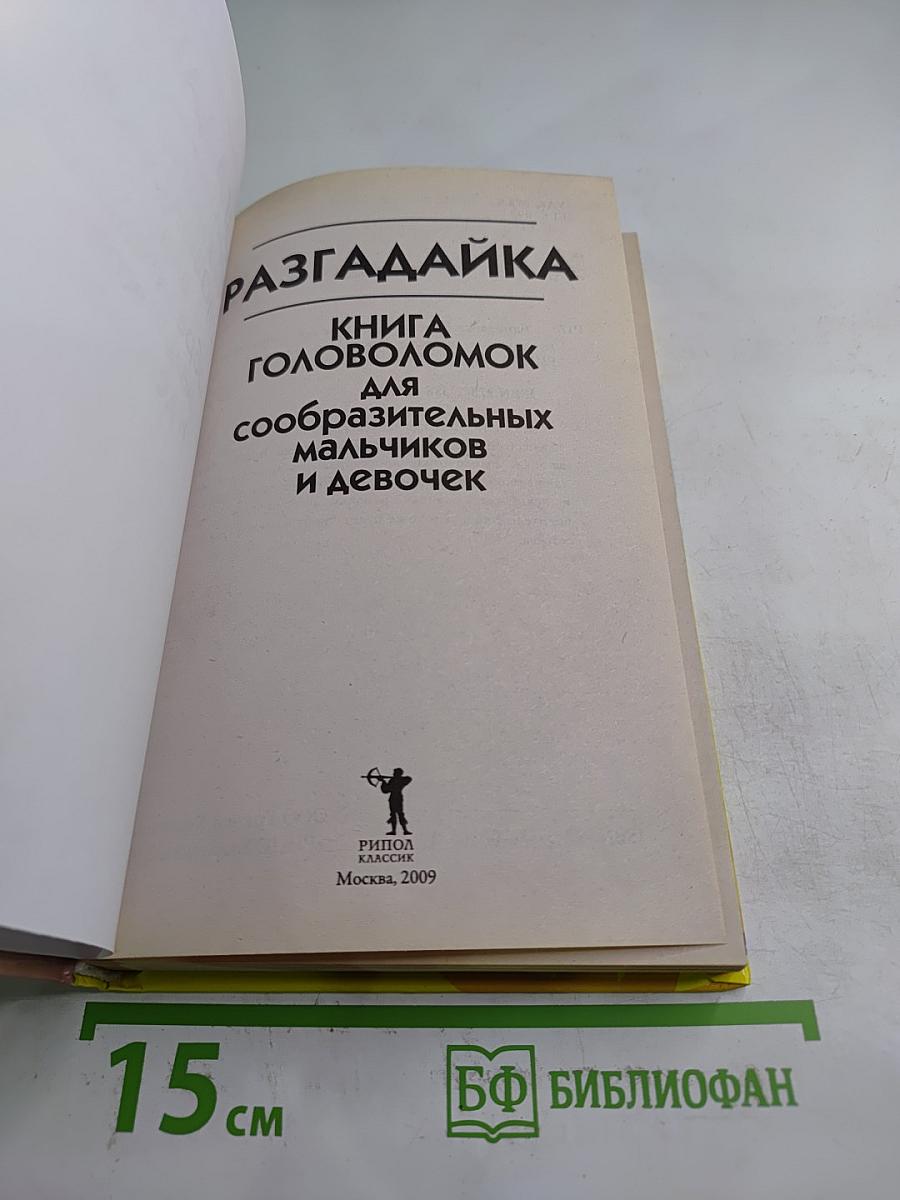 РАЗГАДАЙКА
КНИГА
ГОЛОВОЛОМОК
для
сообразительных
мальчиков
и девочек
РИПОЛ
КЛАССИК
Москва, 2009
15 см
БФ БИБЛИОФАН